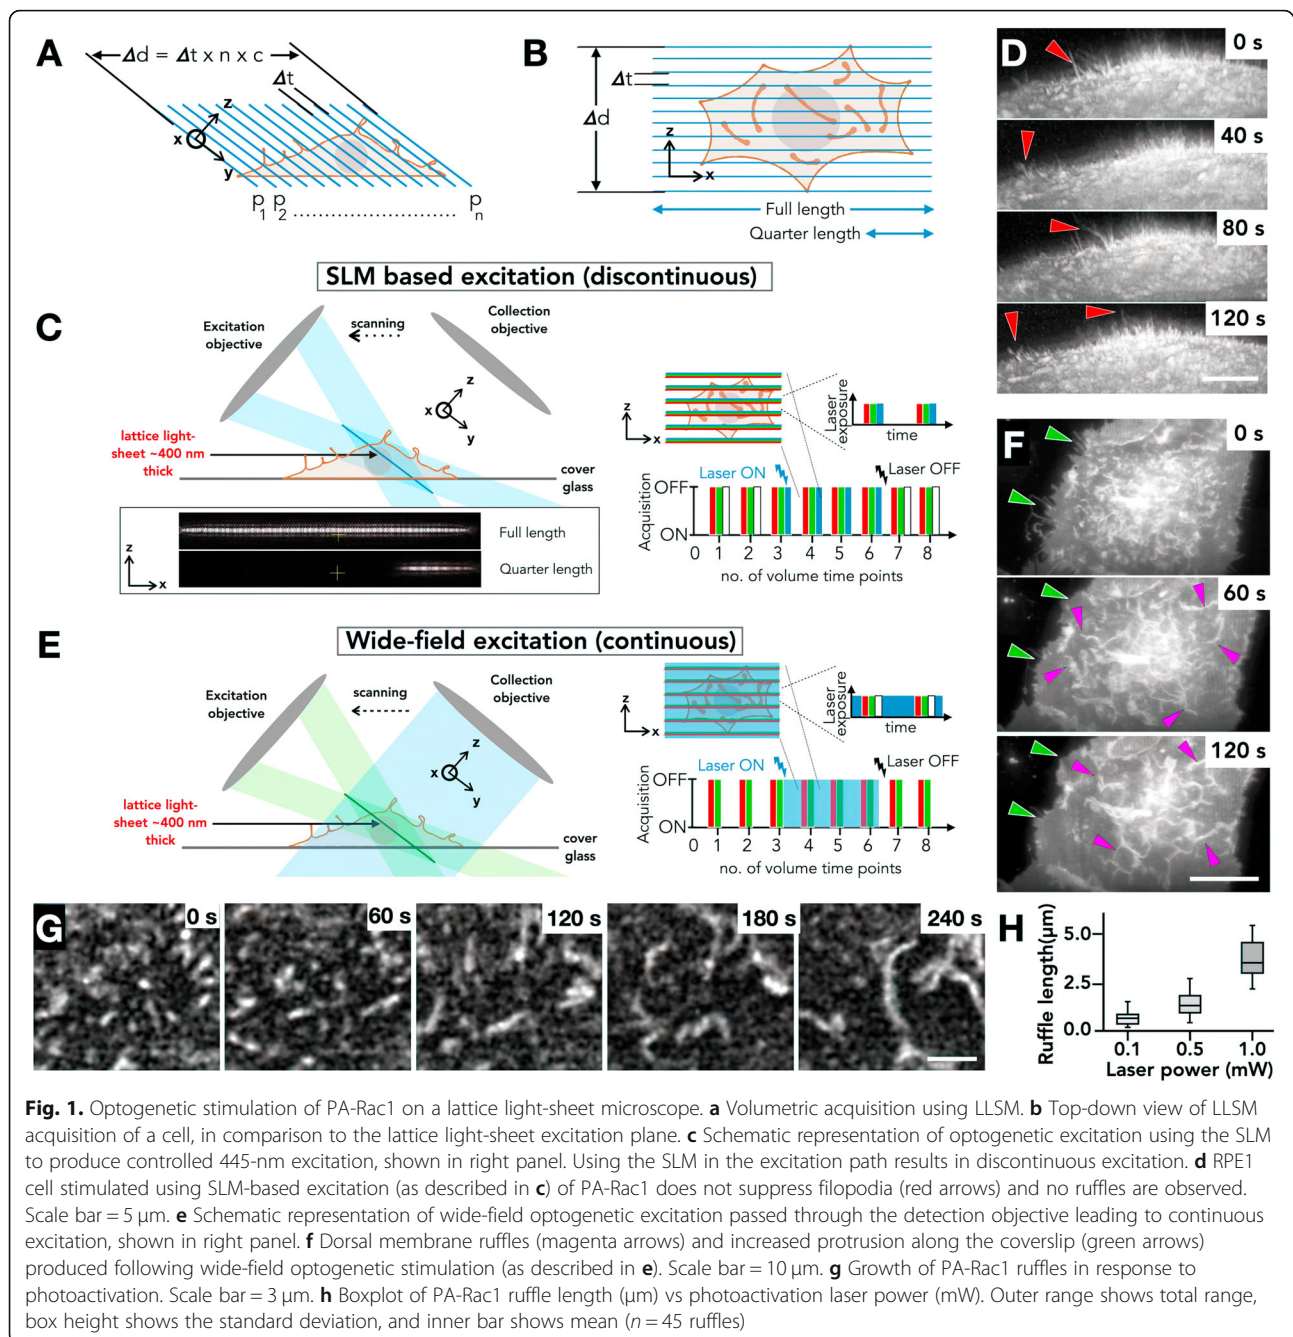 A
Δd = Δt x n x c
Δt
z
x
y
p1 p2 ..................... pn
B
Δt
Δd
z
x
Full length
Quarter length
SLM based excitation (discontinuous)
C
Excitation objective
scanning
Collection objective
z
x
y
lattice light-
sheet ~400 nm
thick
cover
glass
z
x
Full length
Quarter length
z
x
Laser
exposure
time
Laser ON
Laser OFF
Acquisition
OFF
ON
0 1 2 3 4 5 6 7 8
no. of volume time points
D
0 s
40 s
80 s
120 s
E
Wide-field excitation (continuous)
Excitation
objective
scanning
Collection
objective
z
x
y
lattice light-
sheet ~400 nm
thick
cover
glass
z
x
Laser
exposure
time
Laser ON
Laser OFF
Acquisition
OFF
ON
0 1 2 3 4 5 6 7 8
no. of volume time points
F
0 s
60 s
120 s
G
0 s
60 s
120 s
180 s
240 s
H
Ruffle length(μm)
5.0
2.5
0.0
0.1 0.5 1.0
Laser power (mW)
Fig. 1. Optogenetic stimulation of PA-Rac1 on a lattice light-sheet microscope. a Volumetric acquisition using LLSM. b Top-down view of LLSM
acquisition of a cell, in comparison to the lattice light-sheet excitation plane. c Schematic representation of optogenetic excitation using the SLM
to produce controlled 445-nm excitation, shown in right panel. Using the SLM in the excitation path results in discontinuous excitation. d RPE1
cell stimulated using SLM-based excitation (as described in c) of PA-Rac1 does not suppress filopodia (red arrows) and no ruffles are observed.
Scale bar = 5 μm. e Schematic representation of wide-field optogenetic excitation passed through the detection objective leading to continuous
excitation, shown in right panel. f Dorsal membrane ruffles (magenta arrows) and increased protrusion along the coverslip (green arrows)
produced following wide-field optogenetic stimulation (as described in e). Scale bar = 10 μm. g Growth of PA-Rac1 ruffles in response to
photoactivation. Scale bar = 3 μm. h Boxplot of PA-Rac1 ruffle length (μm) vs photoactivation laser power (mW). Outer range shows total range,
box height shows the standard deviation, and inner bar shows mean (n = 45 ruffles)